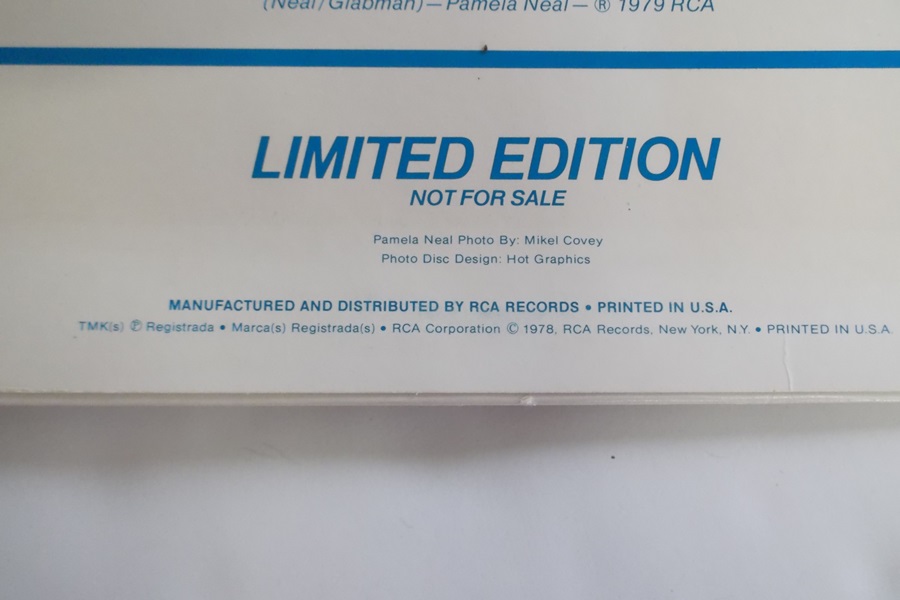 (Neal/Glabman)—Pamela Neal—Ⓡ 1979 RCA
LIMITED EDITION
NOT FOR SALE
Pamela Neal Photo By: Mikel Covey
Photo Disc Design: Hot Graphics
MANUFACTURED AND DISTRIBUTED BY RCA RECORDS • PRINTED IN U.S.A.
TMK(s) Ⓟ Registrada • Marca(s) Registrada(s) • RCA Corporation © 1978, RCA Records, New York, N.Y. • PRINTED IN U.S.A.